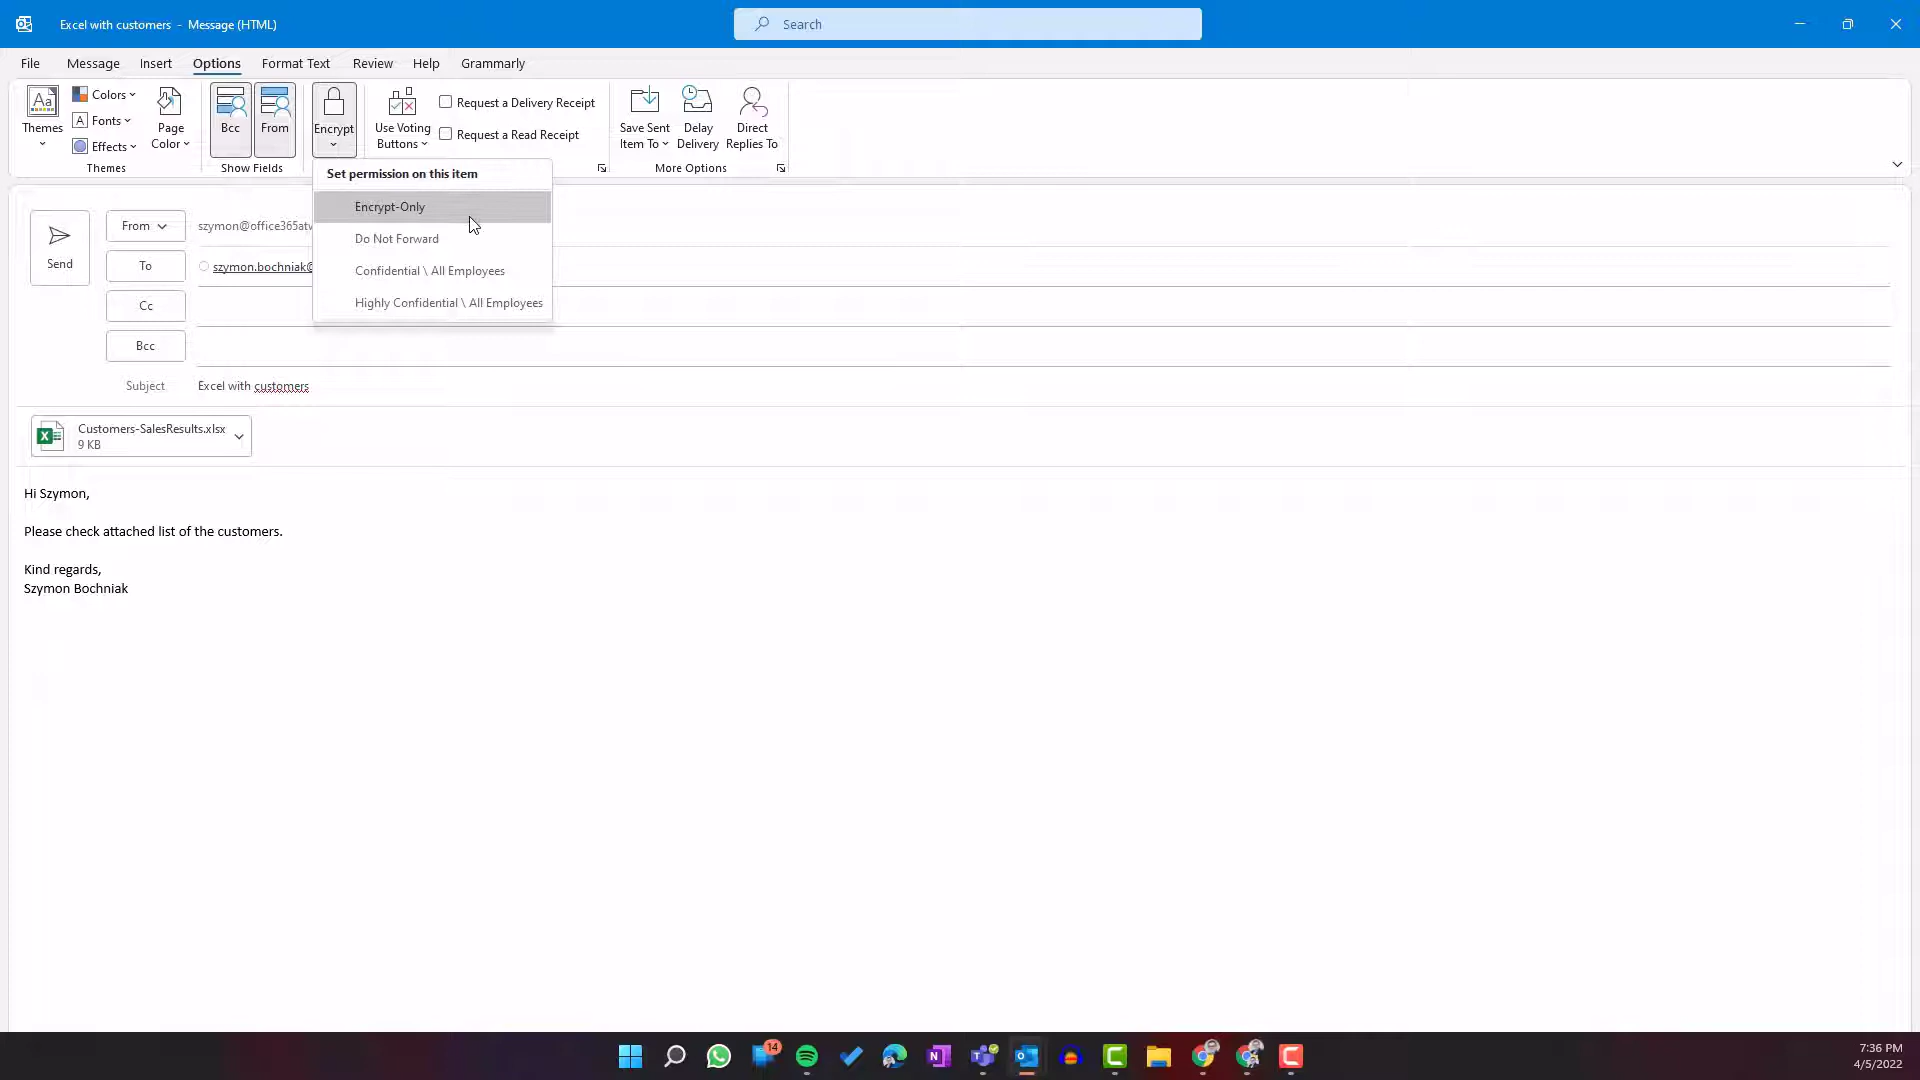 Excel with customers - Message (HTML)
Search
File Message Insert Options Format Text Review Help Grammarly
Themes
Colors
Fonts
Effects
Page
Color
Themes
Bcc
From
Show Fields
Encrypt
Use Voting
Buttons
Request a Delivery Receipt
Request a Read Receipt
Save Sent
Item To
Delay
Delivery
Direct
Replies To
More Options
Set permission on this item
Encrypt-Only
Do Not Forward
Confidential \ All Employees
Highly Confidential \ All Employees
Send
From
szymon@office365at
To
szymon.bochniak@
Cc
Bcc
Subject
Excel with customers
Customers-SalesResults.xlsx
9 KB
Hi Szymon,
Please check attached list of the customers.
Kind regards,
Szymon Bochniak
14
7:36 PM
4/5/2022